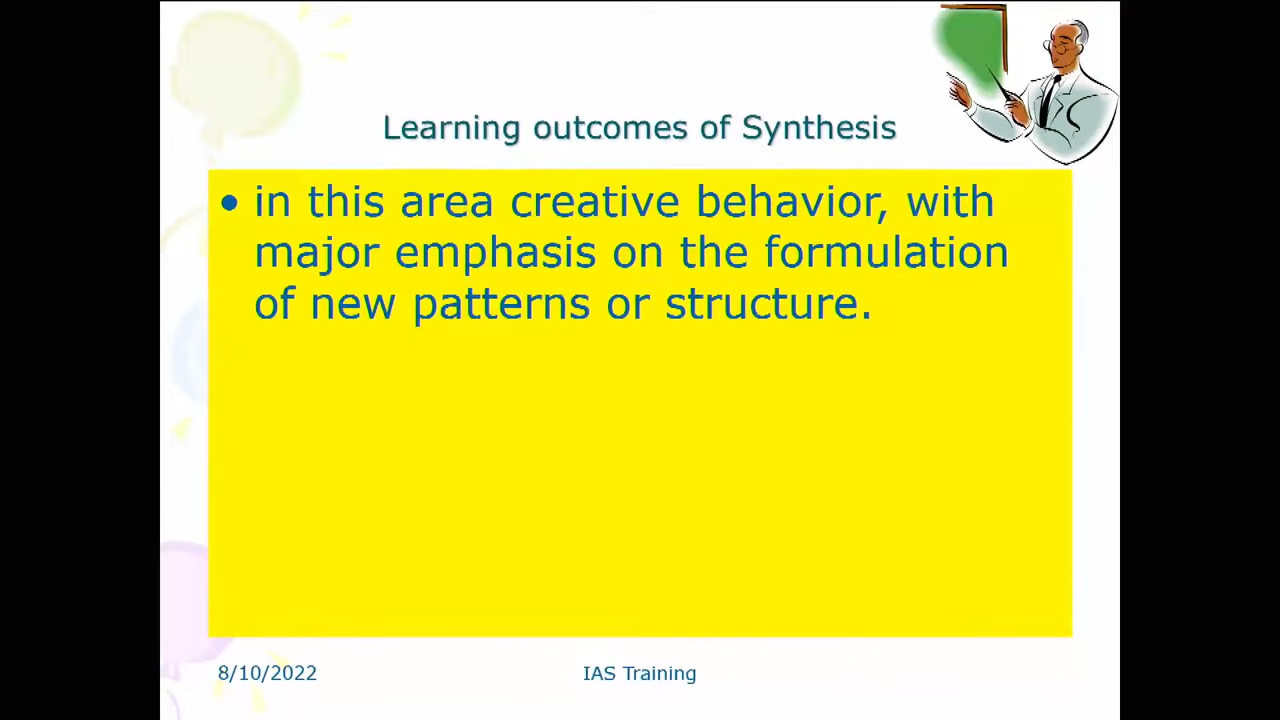 Learning outcomes of Synthesis
• in this area creative behavior, with
major emphasis on the formulation
of new patterns or structure.
8/10/2022
IAS Training